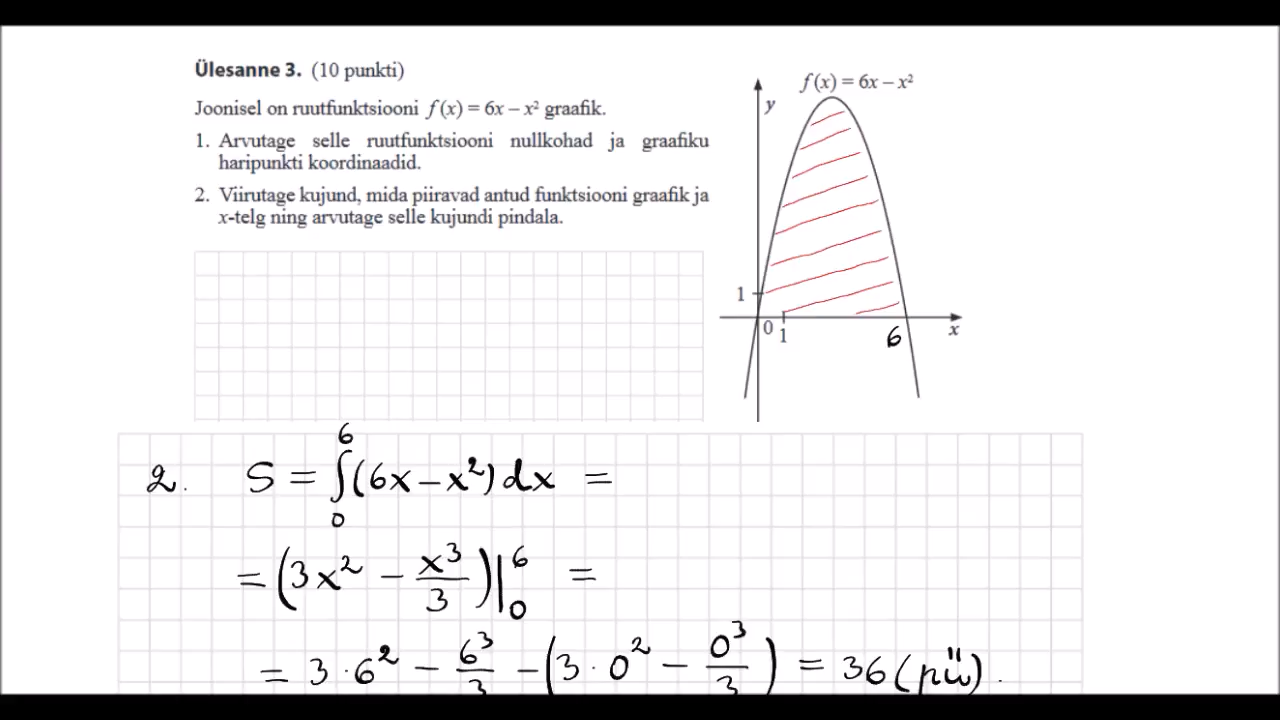 Ülesanne 3. (10 punkti)
Joonisel on ruutfunktsiooni f(x) = 6x – x² graafik.
1. Arvutage selle ruutfunktsiooni nullkohad ja graafiku
haripunkti koordinaadid.
2. Viirutage kujund, mida piiravad antud funktsiooni graafik ja
x-telg ning arvutage selle kujundi pindala.
f(x) = 6x – x²
y
1
0
1
6
x
2. S = ∫₀⁶ (6x – x²) dx =
= (3x² – x³/3) |₀⁶ =
= 3 · 6² – 6³/3 – (3 · 0² – 0³/3) = 36 (pü).